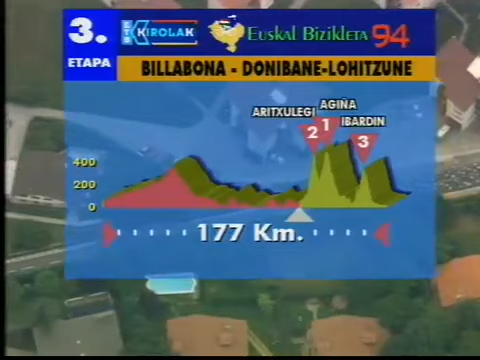 3.
ETAPA
ETB KIROLAK
EUSKAL BIZIKLETA 94
BILLABONA - DONIBANE-LOHITZUNE
ARITXULEGI
AGIÑA
IBARDIN
2
1
3
400
200
0
177 Km.